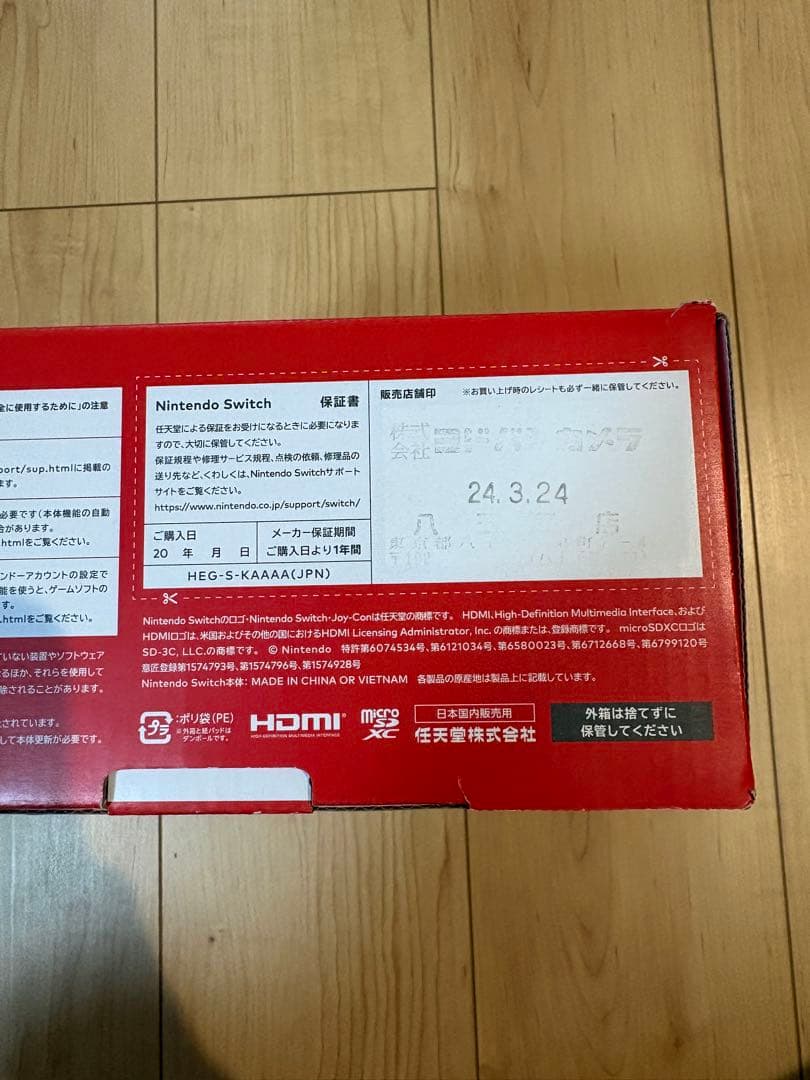 全に使用するために」の注意
port/sup.htmlに掲載の
ます。
必要です(本体機能の自動
合があります。
.htmlをご覧ください。
ンドーアカウントの設定で
能を使うと、ゲームソフトの
す。
.htmlをご覧ください。
ていない装置やソフトウェア
るほか、それらを使用して
除されることがあります。
されています。
して本体更新が必要です。
Nintendo Switch 保証書
任天堂による保証をお受けになるときに必要になりま
すので、大切に保管してください。
保証規程や修理サービス規程、点検の依頼、修理品の
送り先など、くわしくは、Nintendo Switchサポート
サイトをご覧ください。
https://www.nintendo.co.jp/support/switch/
ご購入日
20 年 月 日
メーカー保証期間
ご購入日より1年間
HEG-S-KAAAA(JPN)
販売店舗印 ※お買い上げ時のレシートも必ず一緒に保管してください。
株式会社ヨドバシカメラ
24.3.24
八 店
東京都八
Nintendo Switchのロゴ・Nintendo Switch・Joy-Conは任天堂の商標です。 HDMI、High-Definition Multimedia Interface、および
HDMIロゴは、米国およびその他の国におけるHDMI Licensing Administrator, Inc. の商標または、登録商標です。 microSDXCロゴは
SD-3C, LLC.の商標です。 © Nintendo 特許第6074534号、第6121034号、第6580023号、第6712668号、第6799120号
意匠登録第1574793号、第1574796号、第1574928号
Nintendo Switch本体: MADE IN CHINA OR VIETNAM 各製品の原産地は製品上に記載しています。
プラ
:ポリ袋(PE)
※外箱と紙パッドは
ダンボールです。
HDMI®
HIGH-DEFINITION MULTIMEDIA INTERFACE
micro SD XC
日本国内販売用
任天堂株式会社
外箱は捨てずに
保管してください